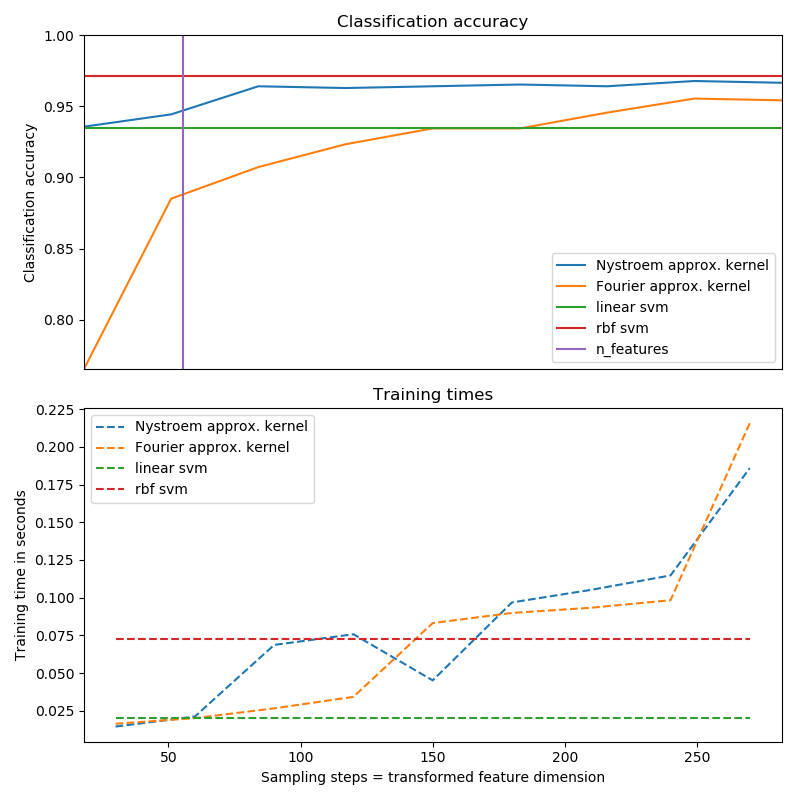 Classification accuracy
1.00
0.95
0.90
0.85
0.80
Classification accuracy
Nystroem approx. kernel
Fourier approx. kernel
linear svm
rbf svm
n_features
Training times
0.225
0.200
0.175
0.150
0.125
0.100
0.075
0.050
0.025
Training time in seconds
Nystroem approx. kernel
Fourier approx. kernel
linear svm
rbf svm
50 100 150 200 250
Sampling steps = transformed feature dimension